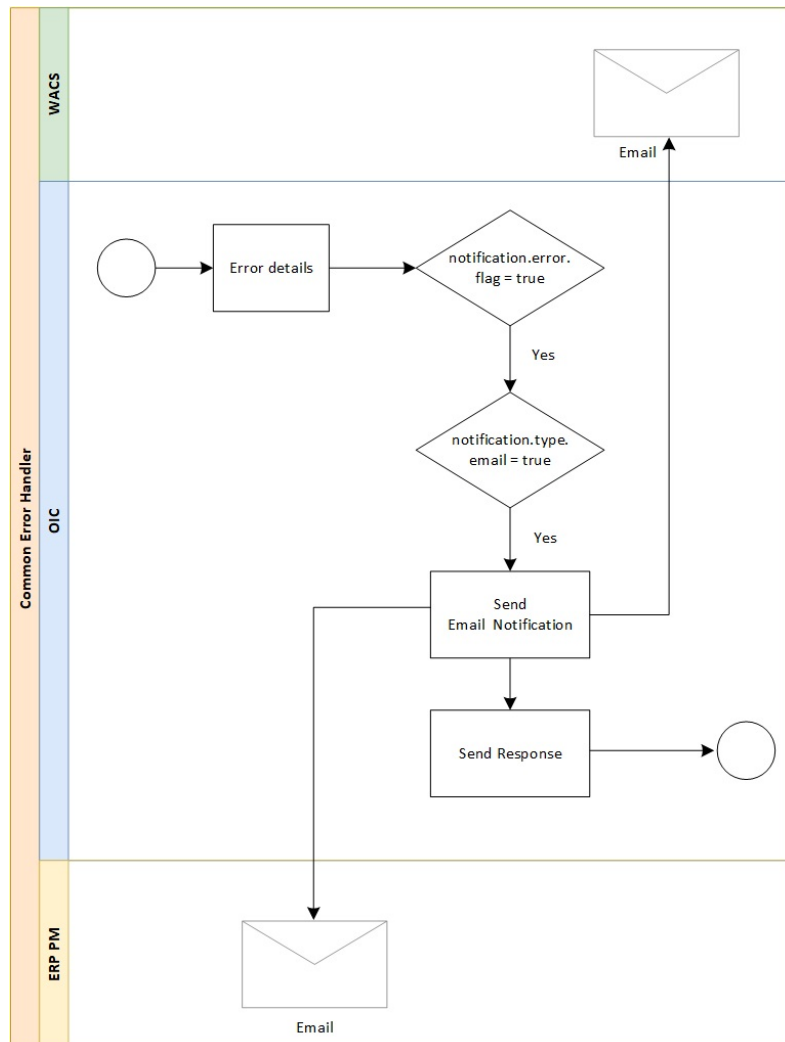 Common Error Handler
WACS
Email
OIC
Error details
notification.error.
flag = true
Yes
notification.type.
email = true
Yes
Send
Email Notification
Send Response
ERP PM
Email